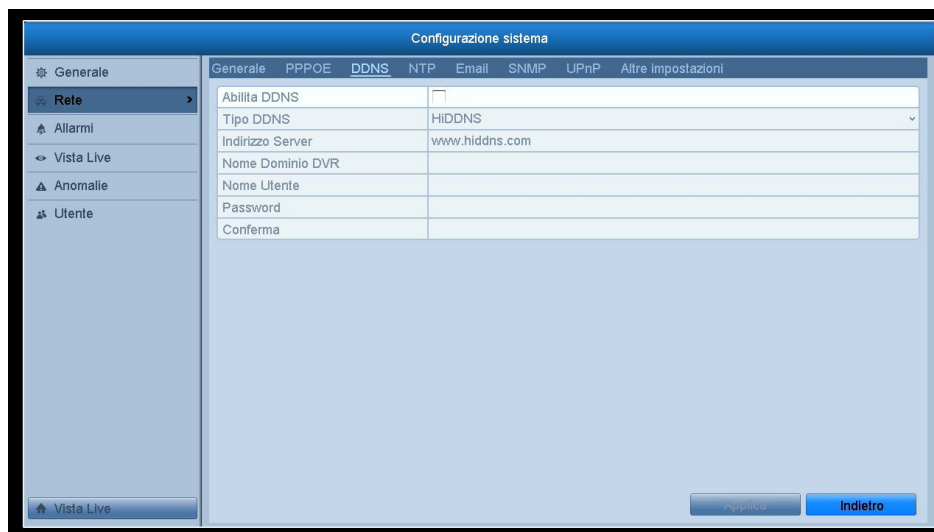 Configurazione sistema
Generale
Rete
Allarmi
Vista Live
Anomalie
Utente
Vista Live
Generale PPPOE DDNS NTP Email SNMP UPnP Altre impostazioni
Abilita DDNS
Tipo DDNS HiDDNS
Indirizzo Server www.hiddns.com
Nome Dominio DVR
Nome Utente
Password
Conferma
Applica Indietro